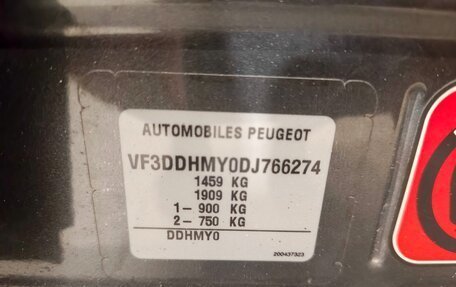 AUTOMOBILES PEUGEOT
VF3DDHMY0DJ766274
1459 KG
1909 KG
1- 900 KG
2- 750 KG
DDHMY0
200437323